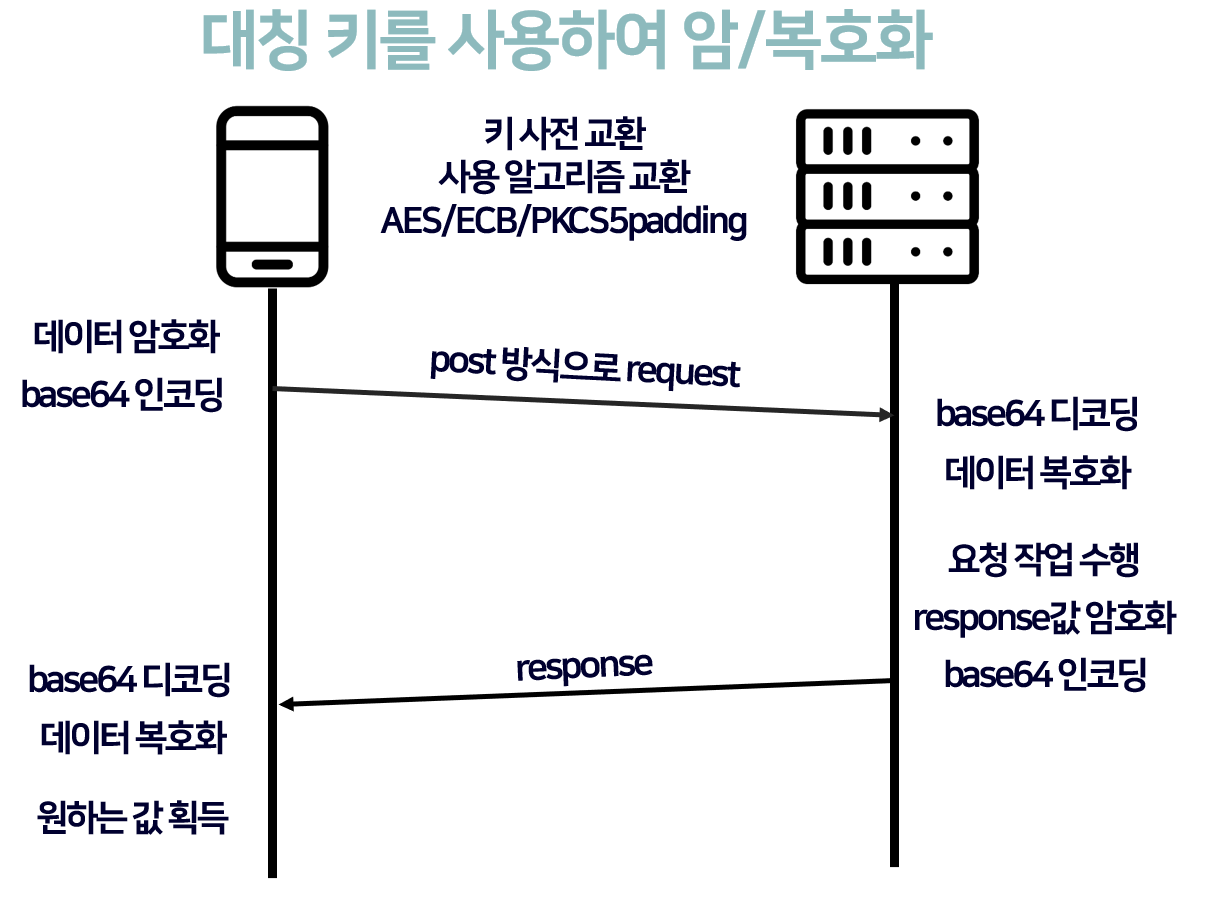 대칭 키를 사용하여 암/복호화
키 사전 교환
사용 알고리즘 교환
AES/ECB/PKCS5padding
데이터 암호화
base64 인코딩
post 방식으로 request
base64 디코딩
데이터 복호화
요청 작업 수행
response값 암호화
base64 인코딩
response
base64 디코딩
데이터 복호화
원하는 값 획득